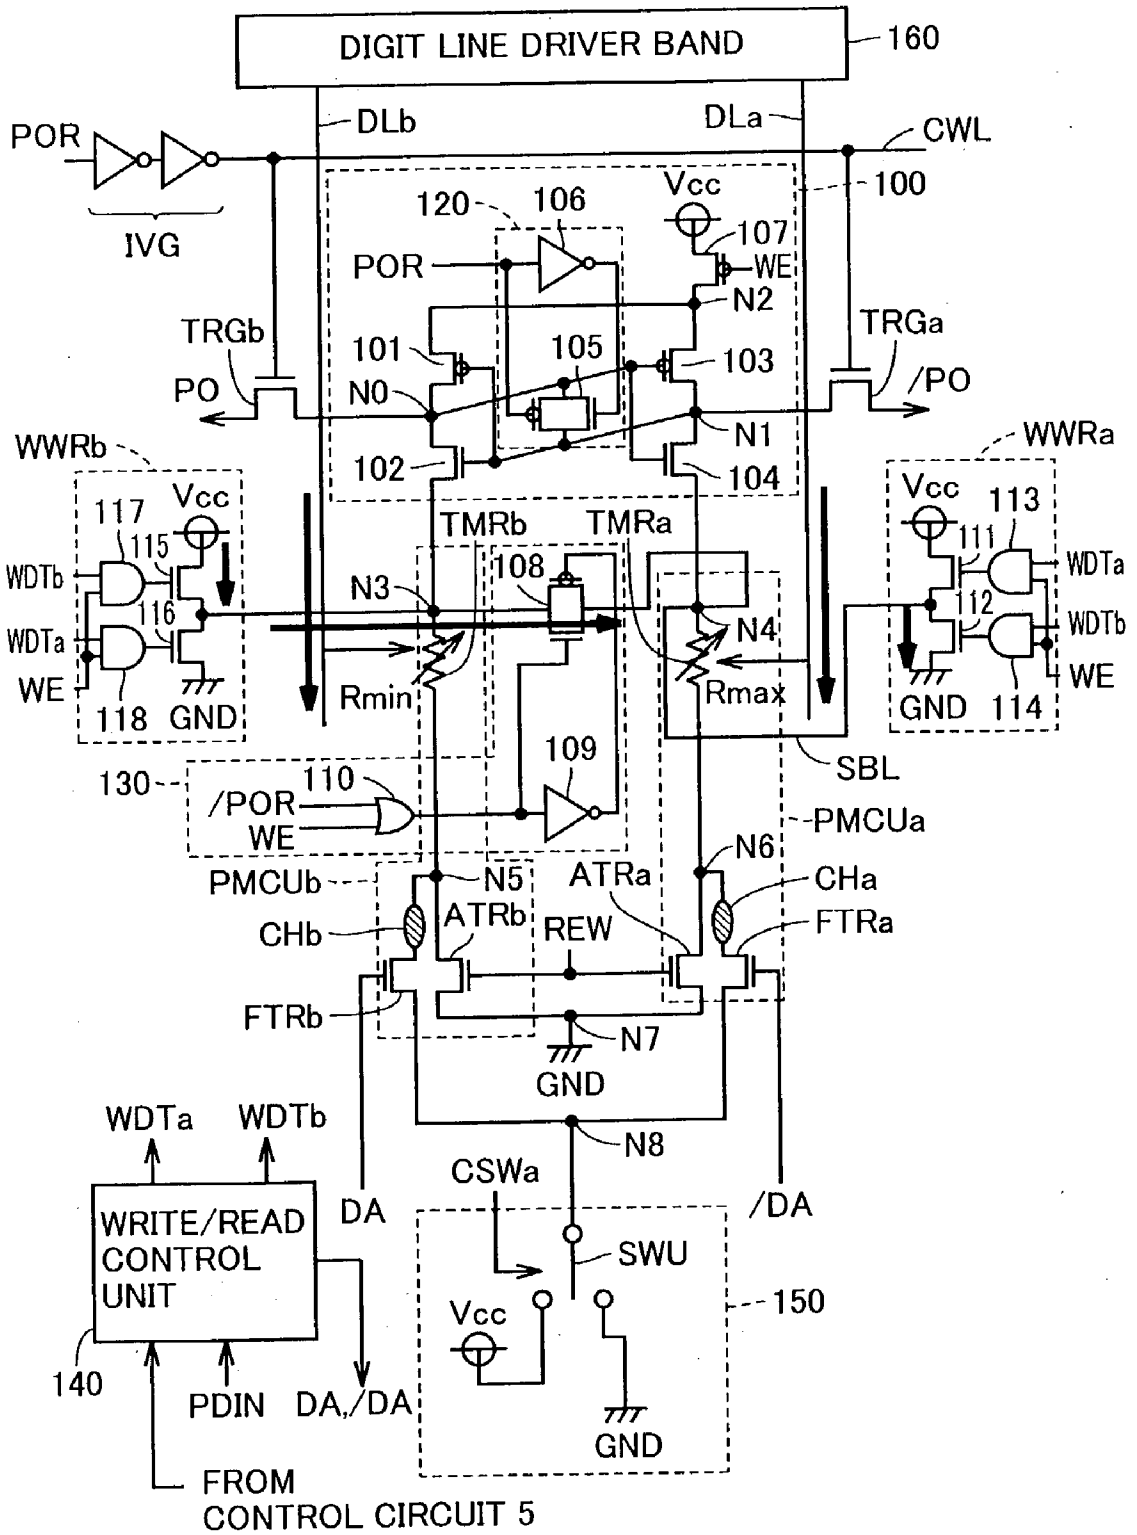 DIGIT LINE DRIVER BAND
160
DLb
DLa
POR
CWL
IVG
120
106
Vcc
100
107
POR
WE
N2
TRGb
TRGa
101
105
103
PO
N0
/PO
N1
WWRb
WWRa
102
104
Vcc
117
115
TMRb
TMRa
Vcc
113
111
WDTb
108
WDTa
N3
116
112
WDTa
N4
WDTb
WE
Rmin
Rmax
WE
118
GND
GND
114
130
110
109
SBL
/POR
WE
PMCUa
N6
PMCUb
N5
ATRa
CHa
CHb
ATRb
REW
FTRa
FTRb
N7
GND
WDTa
WDTb
N8
CSWa
DA
/DA
WRITE/READ
CONTROL
UNIT
SWU
Vcc
150
140
PDIN
DA,/DA
GND
FROM
CONTROL CIRCUIT 5